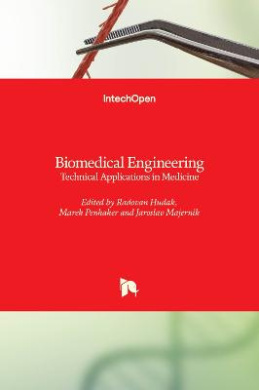 IntechOpen
Biomedical Engineering
Technical Applications in Medicine
Edited by Radovan Hudak,
Marek Penhaker and Jaroslav Majernik